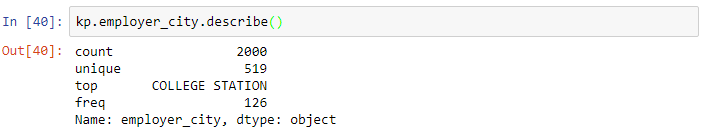 In [40]: kp.employer_city.describe()
Out[40]: count 2000
unique 519
top COLLEGE STATION
freq 126
Name: employer_city, dtype: object